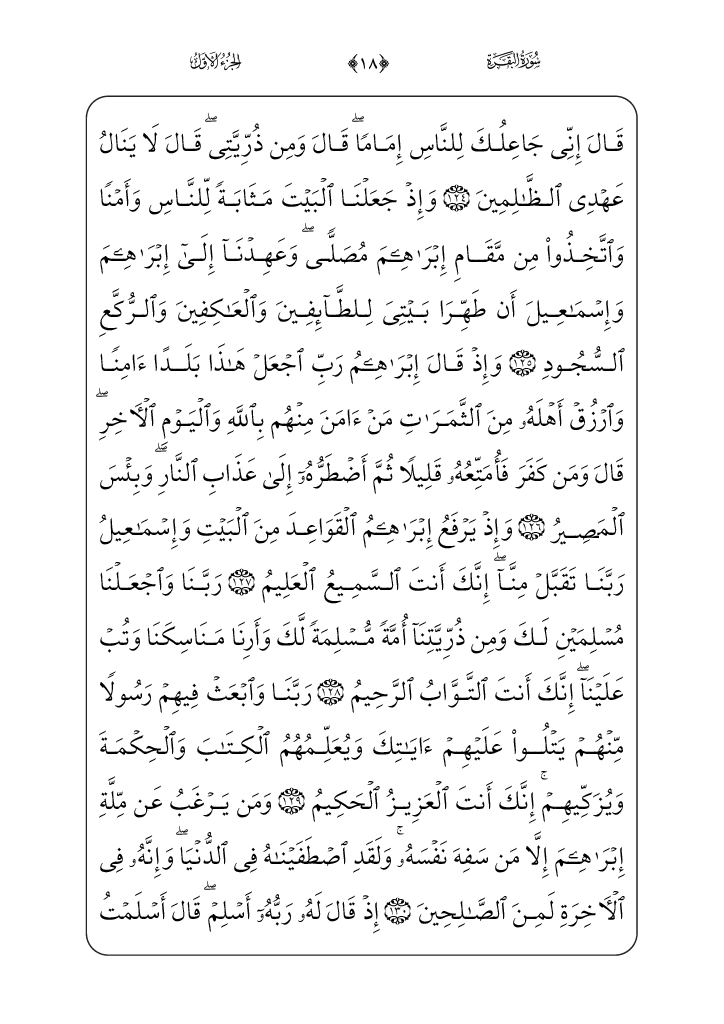 سُورَةُ البَقَرَةِ ﴿١٨﴾ الجُزْءُ الأَوَّلُ
قَالَ إِنِّى جَاعِلُكَ لِلنَّاسِ إِمَامًاۖ قَالَ وَمِن ذُرِّيَّتِىۖ قَالَ لَا يَنَالُ
عَهْدِى ٱلظَّٰلِمِينَ ١٢٤ وَإِذْ جَعَلْنَا ٱلْبَيْتَ مَثَابَةً لِّلنَّاسِ وَأَمْنًا
وَٱتَّخِذُوا۟ مِن مَّقَامِ إِبْرَٰهِـۧمَ مُصَلًّىۖ وَعَهِدْنَآ إِلَىٰٓ إِبْرَٰهِـۧمَ
وَإِسْمَٰعِيلَ أَن طَهِّرَا بَيْتِىَ لِلطَّآئِفِينَ وَٱلْعَٰكِفِينَ وَٱلرُّكَّعِ
ٱلسُّجُودِ ١٢٥ وَإِذْ قَالَ إِبْرَٰهِـۧمُ رَبِّ ٱجْعَلْ هَٰذَا بَلَدًا ءَامِنًا
وَٱرْزُقْ أَهْلَهُۥ مِنَ ٱلثَّمَرَٰتِ مَنْ ءَامَنَ مِنْهُم بِٱللَّهِ وَٱلْيَوْمِ ٱلْأَخِرِۖ
قَالَ وَمَن كَفَرَ فَأُمَتِّعُهُۥ قَلِيلًا ثُمَّ أَضْطَرُّهُۥٓ إِلَىٰ عَذَابِ ٱلنَّارِۖ وَبِئْسَ
ٱلْمَصِيرُ ١٢٦ وَإِذْ يَرْفَعُ إِبْرَٰهِـۧمُ ٱلْقَوَاعِدَ مِنَ ٱلْبَيْتِ وَإِسْمَٰعِيلُ
رَبَّنَا تَقَبَّلْ مِنَّآۖ إِنَّكَ أَنتَ ٱلسَّمِيعُ ٱلْعَلِيمُ ١٢٧ رَبَّنَا وَٱجْعَلْنَا
مُسْلِمَيْنِ لَكَ وَمِن ذُرِّيَّتِنَآ أُمَّةً مُّسْلِمَةً لَّكَ وَأَرِنَا مَنَاسِكَنَا وَتُبْ
عَلَيْنَآۖ إِنَّكَ أَنتَ ٱلتَّوَّابُ ٱلرَّحِيمُ ١٢٨ رَبَّنَا وَٱبْعَثْ فِيهِمْ رَسُولًا
مِّنْهُمْ يَتْلُوا۟ عَلَيْهِمْ ءَايَٰتِكَ وَيُعَلِّمُهُمُ ٱلْكِتَٰبَ وَٱلْحِكْمَةَ
وَيُزَكِّيهِمْۚ إِنَّكَ أَنتَ ٱلْعَزِيزُ ٱلْحَكِيمُ ١٢٩ وَمَن يَرْغَبُ عَن مِّلَّةِ
إِبْرَٰهِـۧمَ إِلَّا مَن سَفِهَ نَفْسَهُۥۚ وَلَقَدِ ٱصْطَفَيْنَٰهُ فِى ٱلدُّنْيَاۖ وَإِنَّهُۥ فِى
ٱلْأَخِرَةِ لَمِنَ ٱلصَّٰلِحِينَ ١٣٠ إِذْ قَالَ لَهُۥ رَبُّهُۥٓ أَسْلِمْۖ قَالَ أَسْلَمْتُ